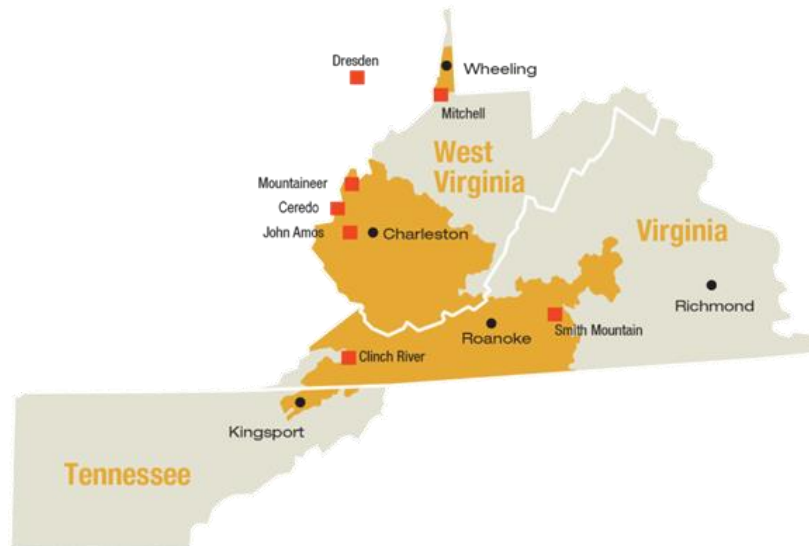 Dresden
Wheeling
Mitchell
West
Virginia
Mountaineer
Ceredo
John Amos
Charleston
Virginia
Richmond
Smith Mountain
Roanoke
Clinch River
Kingsport
Tennessee